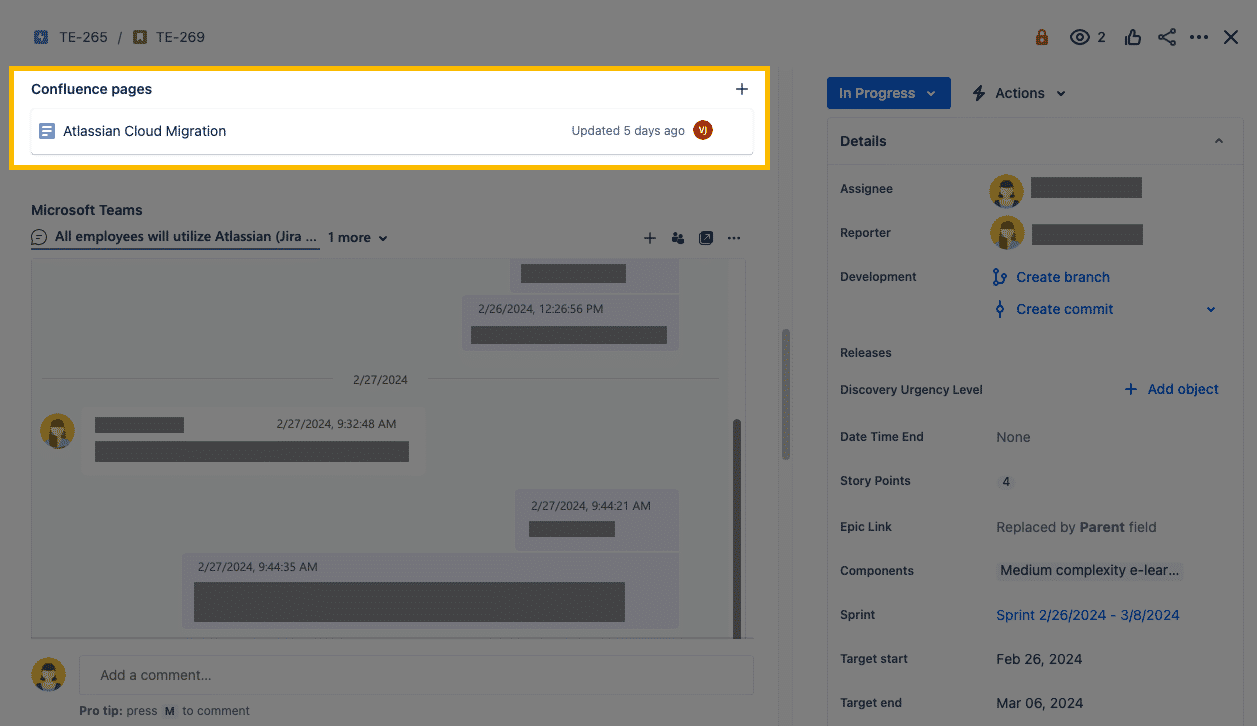 TE-265 / TE-269
2
Confluence pages
Atlassian Cloud Migration Updated 5 days ago VJ
Microsoft Teams
All employees will utilize Atlassian (Jira ... 1 more
2/26/2024, 12:26:56 PM
2/27/2024
2/27/2024, 9:32:48 AM
2/27/2024, 9:44:21 AM
2/27/2024, 9:44:35 AM
Add a comment...
Pro tip: press M to comment
In Progress Actions
Details
Assignee
Reporter
Development Create branch
Create commit
Releases
Discovery Urgency Level Add object
Date Time End None
Story Points 4
Epic Link Replaced by Parent field
Components Medium complexity e-lear...
Sprint Sprint 2/26/2024 - 3/8/2024
Target start Feb 26, 2024
Target end Mar 06, 2024